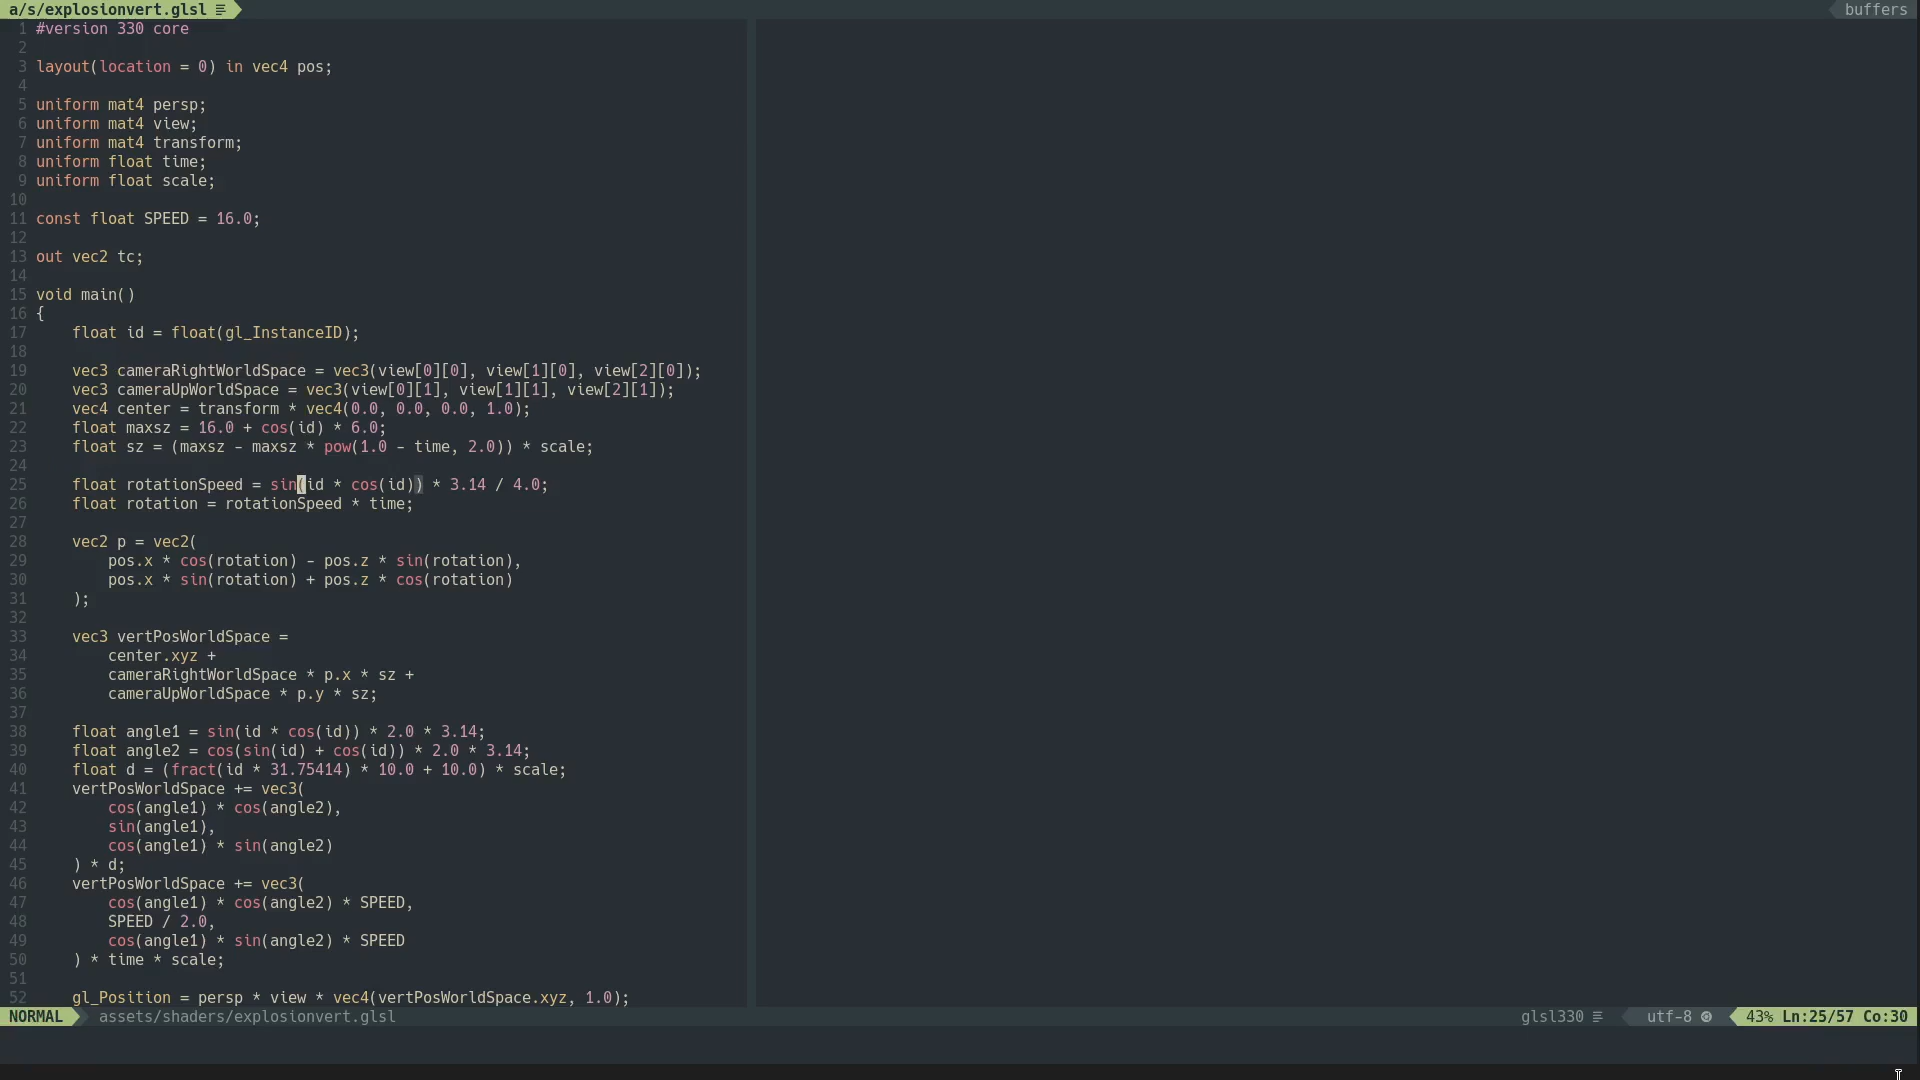 a/s/explosionvert.glsl
buffers
1 #version 330 core
2
3 layout(location = 0) in vec4 pos;
4
5 uniform mat4 persp;
6 uniform mat4 view;
7 uniform mat4 transform;
8 uniform float time;
9 uniform float scale;
10
11 const float SPEED = 16.0;
12
13 out vec2 tc;
14
15 void main()
16 {
17     float id = float(gl_InstanceID);
18
19     vec3 cameraRightWorldSpace = vec3(view[0][0], view[1][0], view[2][0]);
20     vec3 cameraUpWorldSpace = vec3(view[0][1], view[1][1], view[2][1]);
21     vec4 center = transform * vec4(0.0, 0.0, 0.0, 1.0);
22     float maxsz = 16.0 + cos(id) * 6.0;
23     float sz = (maxsz - maxsz * pow(1.0 - time, 2.0)) * scale;
24
25     float rotationSpeed = sin(id * cos(id)) * 3.14 / 4.0;
26     float rotation = rotationSpeed * time;
27
28     vec2 p = vec2(
29         pos.x * cos(rotation) - pos.z * sin(rotation),
30         pos.x * sin(rotation) + pos.z * cos(rotation)
31     );
32
33     vec3 vertPosWorldSpace =
34         center.xyz +
35         cameraRightWorldSpace * p.x * sz +
36         cameraUpWorldSpace * p.y * sz;
37
38     float angle1 = sin(id * cos(id)) * 2.0 * 3.14;
39     float angle2 = cos(sin(id) + cos(id)) * 2.0 * 3.14;
40     float d = (fract(id * 31.75414) * 10.0 + 10.0) * scale;
41     vertPosWorldSpace += vec3(
42         cos(angle1) * cos(angle2),
43         sin(angle1),
44         cos(angle1) * sin(angle2)
45     ) * d;
46     vertPosWorldSpace += vec3(
47         cos(angle1) * cos(angle2) * SPEED,
48         SPEED / 2.0,
49         cos(angle1) * sin(angle2) * SPEED
50     ) * time * scale;
51
52     gl_Position = persp * view * vec4(vertPosWorldSpace.xyz, 1.0);
NORMAL assets/shaders/explosionvert.glsl glsl330 utf-8 43% Ln:25/57 Co:30